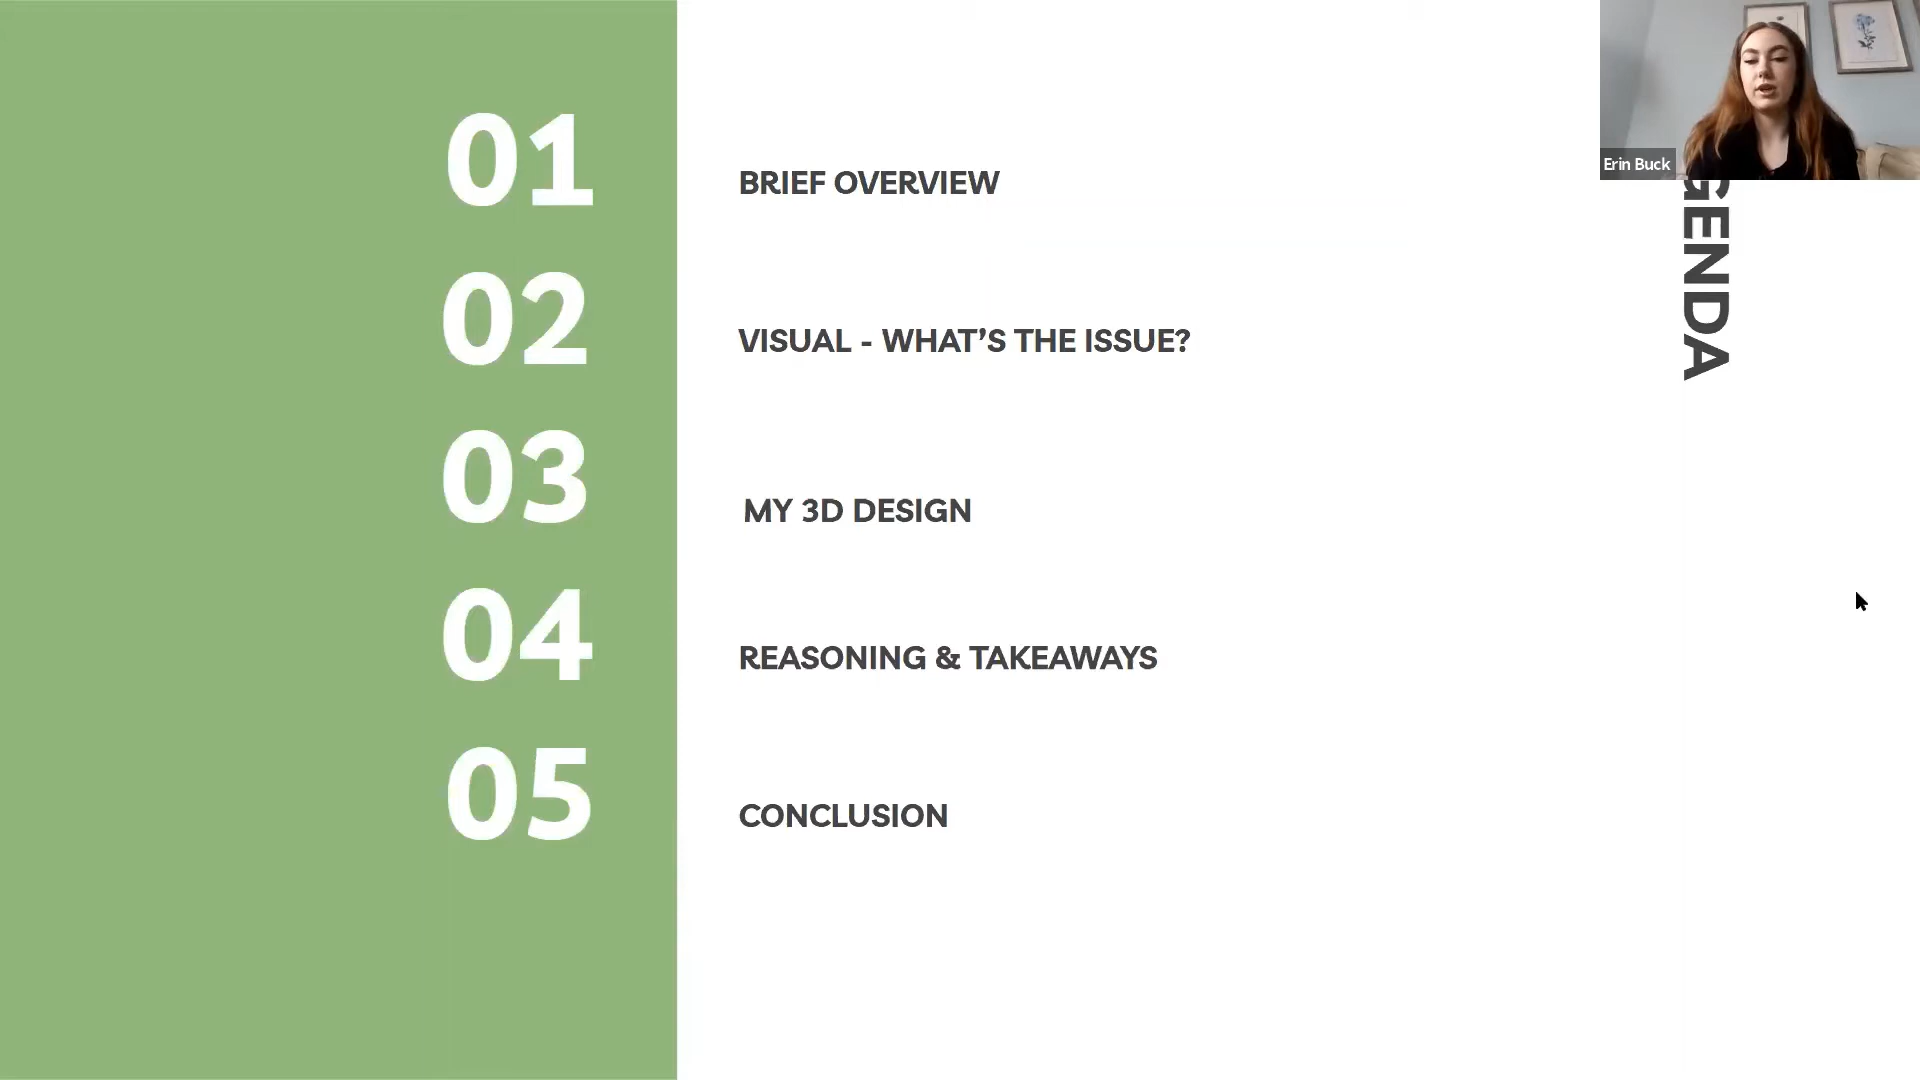 01
BRIEF OVERVIEW
02
VISUAL - WHAT’S THE ISSUE?
03
MY 3D DESIGN
04
REASONING & TAKEAWAYS
05
CONCLUSION
Erin Buck
GENDA